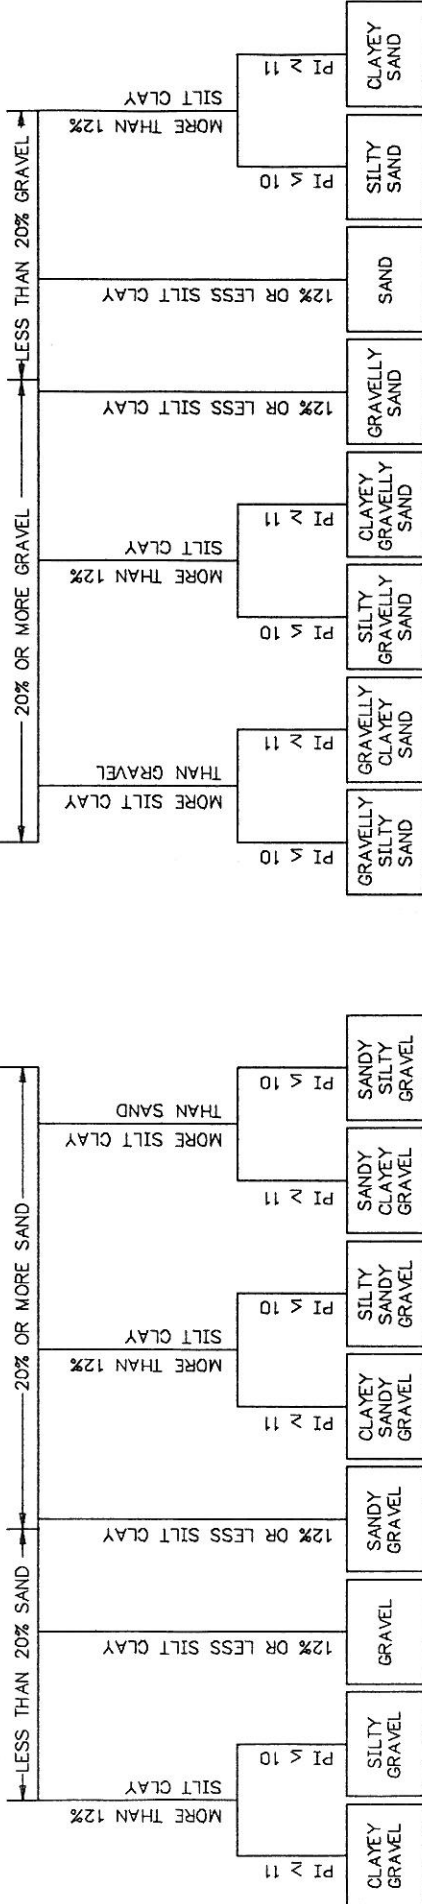 LESS THAN 20% SAND
20% OR MORE SAND
20% OR MORE GRAVEL
LESS THAN 20% GRAVEL
MORE THAN 12%
SILT CLAY
12% OR LESS SILT CLAY
12% OR LESS SILT CLAY
MORE THAN 12%
SILT CLAY
MORE SILT CLAY
THAN SAND
MORE SILT CLAY
THAN GRAVEL
MORE THAN 12%
SILT CLAY
12% OR LESS SILT CLAY
12% OR LESS SILT CLAY
MORE THAN 12%
SILT CLAY
PI ≥ 11
PI ≤ 10
PI ≥ 11
PI ≤ 10
PI ≥ 11
PI ≤ 10
PI ≤ 10
PI ≥ 11
PI ≤ 10
PI ≥ 11
PI ≤ 10
PI ≥ 11
CLAYEY
GRAVEL
SILTY
GRAVEL
GRAVEL
SANDY
GRAVEL
CLAYEY
SANDY
GRAVEL
SILTY
SANDY
GRAVEL
SANDY
CLAYEY
GRAVEL
SANDY
SILTY
GRAVEL
GRAVELLY
SILTY
SAND
GRAVELLY
CLAYEY
SAND
SILTY
GRAVELLY
SAND
CLAYEY
GRAVELLY
SAND
GRAVELLY
SAND
SAND
SILTY
SAND
CLAYEY
SAND